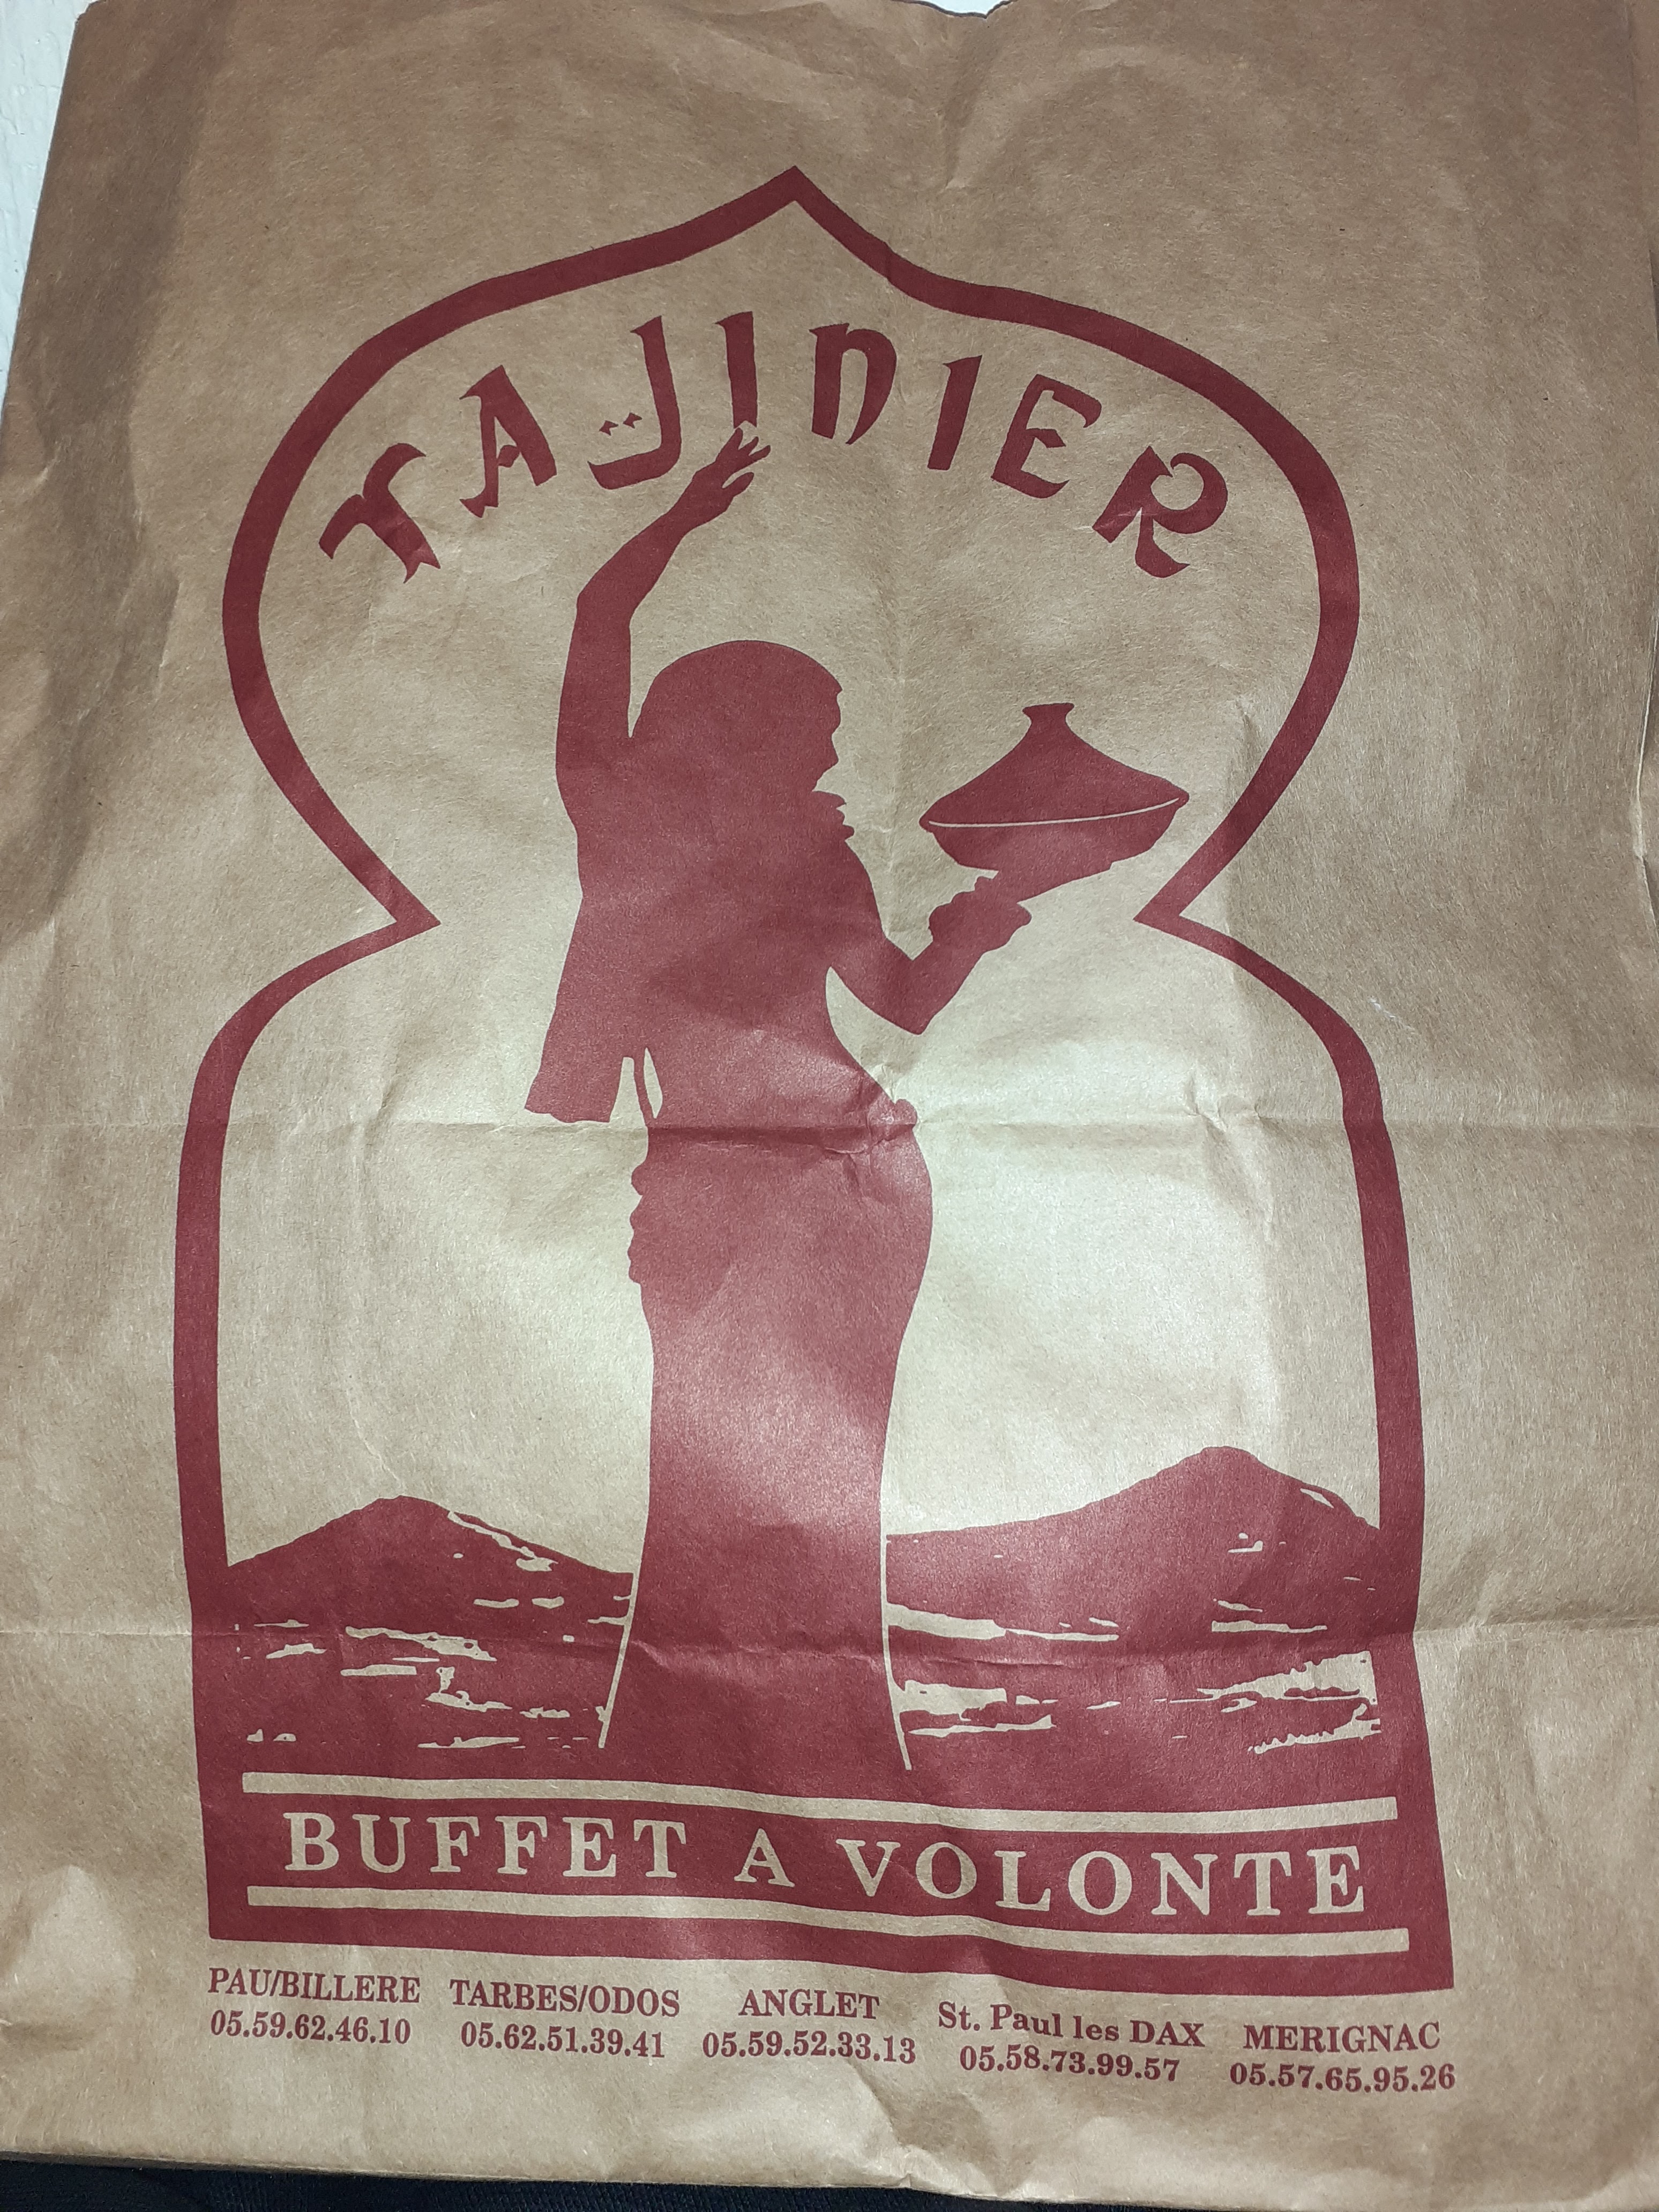 TAJINIER
BUFFET A VOLONTE
PAU/BILLERE TARBES/ODOS ANGLET St. Paul les DAX MERIGNAC
05.59.62.46.10 05.62.51.39.41 05.59.52.33.13 05.58.73.99.57 05.57.65.95.26